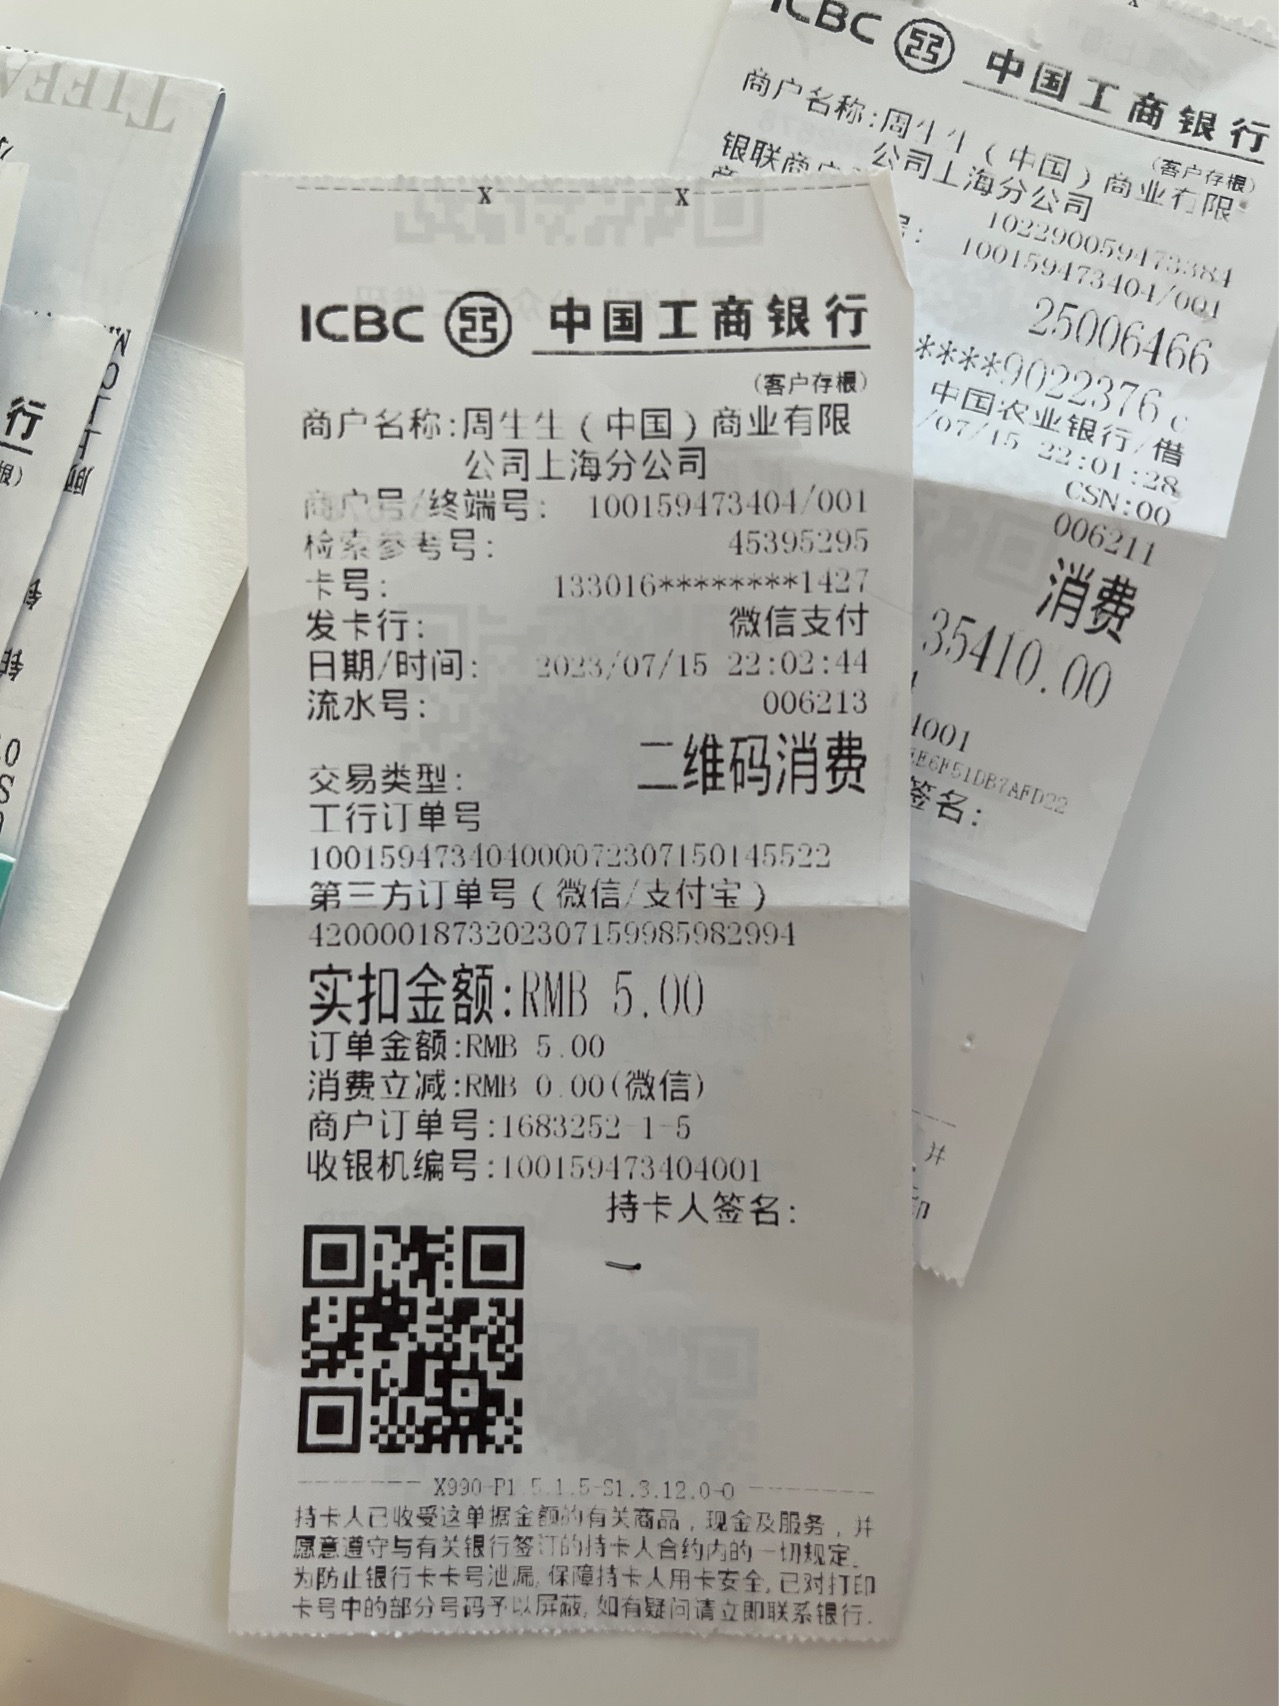 X X
ICBC 中国工商银行
(客户存根)
商户名称:周生生(中国)商业有限
公司上海分公司
商户号/终端号: 100159473404/001
检索参考号: 45395295
卡号: 133016********1427
发卡行: 微信支付
日期/时间: 2023/07/15 22:02:44
流水号: 006213
交易类型: 二维码消费
工行订单号
100159473404000072307150145522
第三方订单号(微信/支付宝)
4200001873202307159985982994
实扣金额:RMB 5.00
订单金额:RMB 5.00
消费立减:RMB 0.00(微信)
商户订单号:1683252-1-5
收银机编号:100159473404001
持卡人签名:
X990-P1.5.1.5-S1.3.12.0-0
持卡人已收受这单据金额的有关商品,现金及服务,并
愿意遵守与有关银行签订的持卡人合约内的一切规定。
为防止银行卡卡号泄漏,保障持卡人用卡安全,已对打印
卡号中的部分号码予以屏蔽,如有疑问请立即联系银行.
ICBC 中国工商银行
(客户存根)
商户名称:周生生(中国)商业有限
公司上海分公司
银联商户
102290059473384
100159473404/001
25006466
****9022376 C
中国农业银行/借
/07/15 22:01:28
CSN:00
006211
消费
35410.00
4001
EE6F51DB7AFD22
签名:
并
印
行